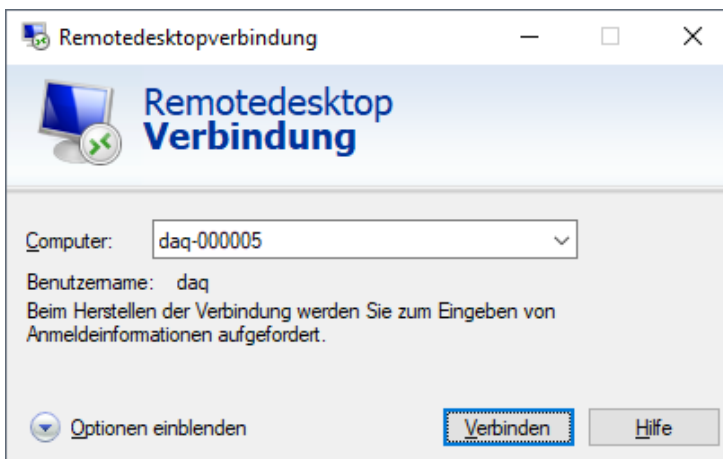 Remotedesktopverbindung
Remotedesktop
Verbindung
Computer: daq-000005
Benutzername: daq
Beim Herstellen der Verbindung werden Sie zum Eingeben von
Anmeldeinformationen aufgefordert.
Optionen einblenden Verbinden Hilfe